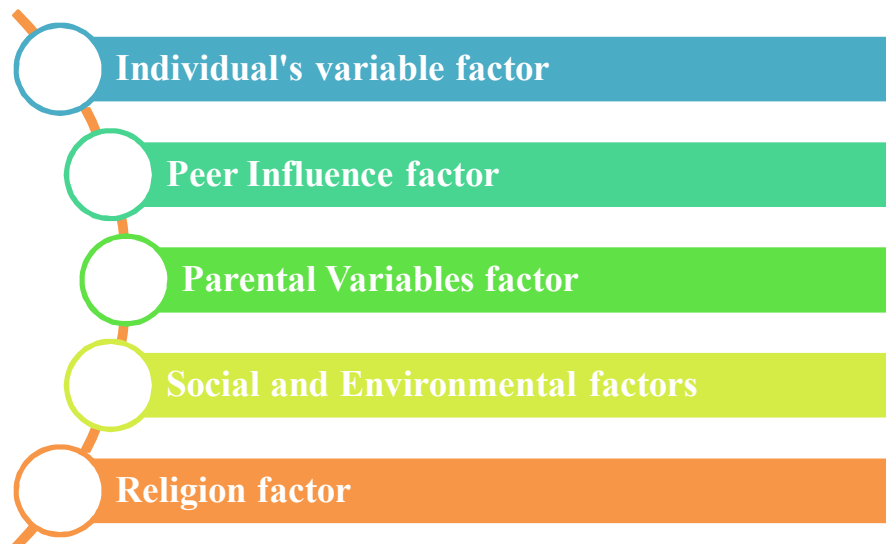 Individual's variable factor
Peer Influence factor
Parental Variables factor
Social and Environmental factors
Religion factor